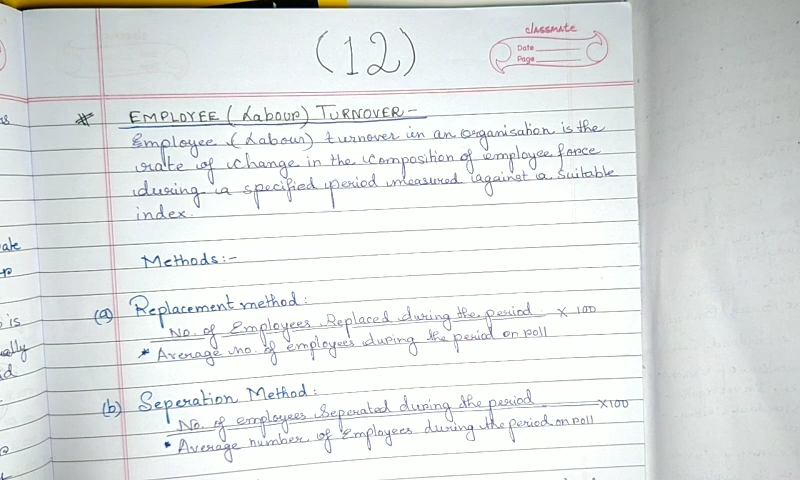 (12)
classmate
Date
Page
# EMPLOYEE (Labour) TURNOVER-
Employee (Labour) turnover in an organisation is the
rate of change in the composition of employee force
during a specified period measured against a suitable
index.
Methods:-
(a) Replacement method:
No. of Employees Replaced during the period X 100
* Average no. of employees during the period on roll
(b) Seperation Method:
No. of employees Seperated during the period X100
* Average number of Employees during the period on roll
is